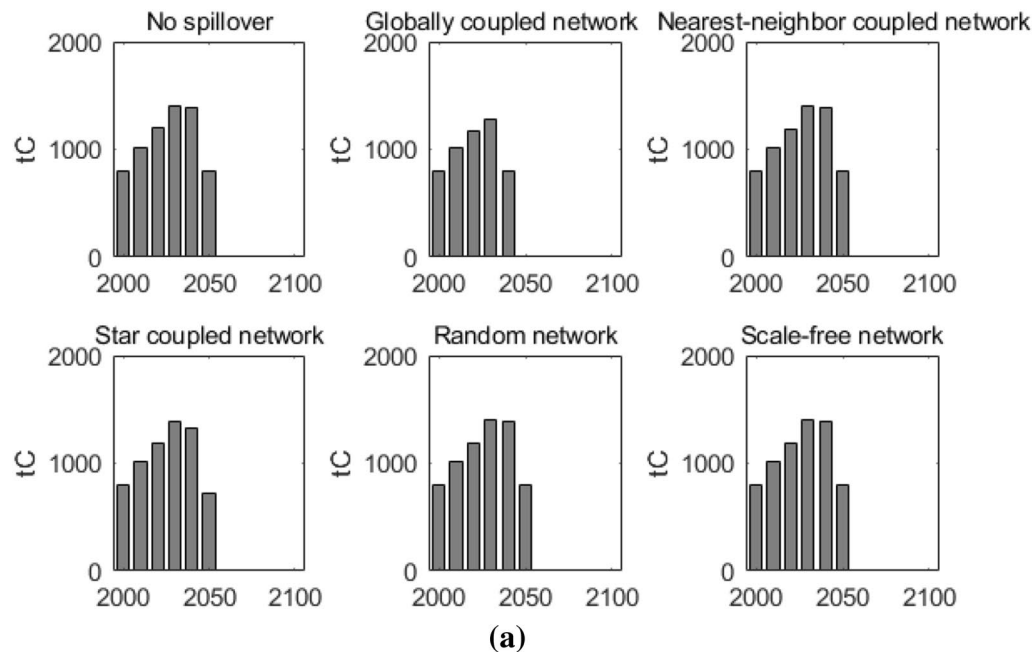 No spillover
Globally coupled network
Nearest-neighbor coupled network
2000
1000
0
tC
2000 2050 2100
2000
1000
0
tC
2000 2050 2100
2000
1000
0
tC
2000 2050 2100
Star coupled network
Random network
Scale-free network
2000
1000
0
tC
2000 2050 2100
2000
1000
0
tC
2000 2050 2100
2000
1000
0
tC
2000 2050 2100
(a)